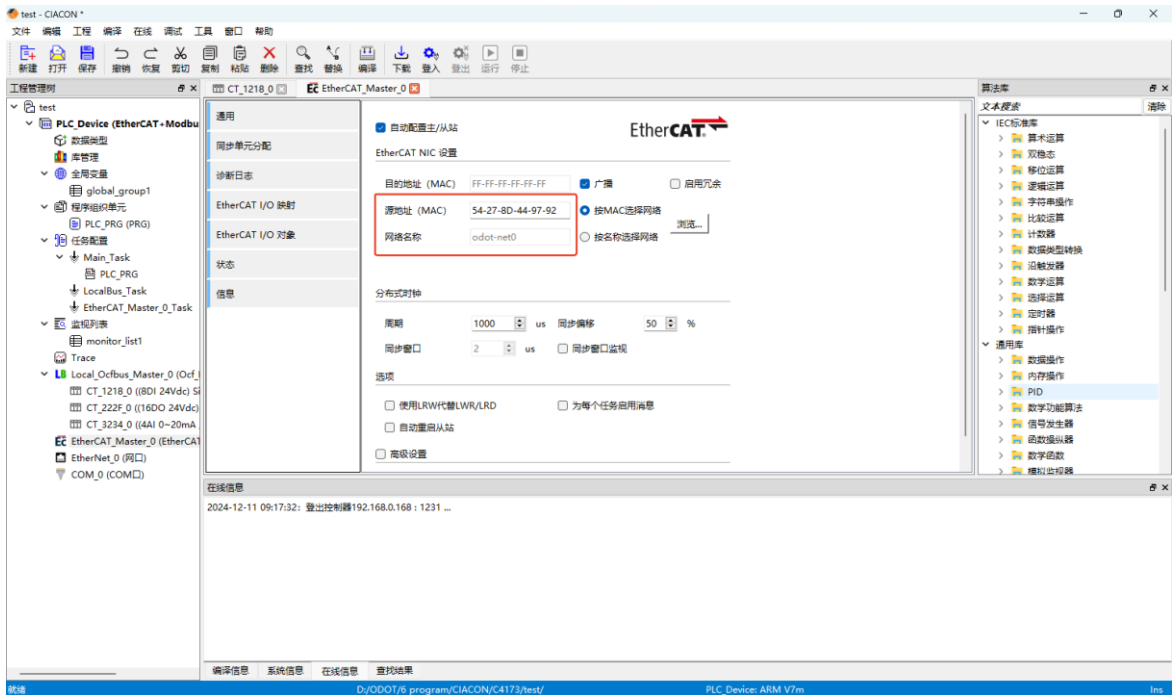 test - CIACON *
文件 编辑 工程 编译 在线 调试 工具 窗口 帮助
新建 打开 保存 撤销 恢复 剪切 复制 粘贴 删除 查找 替换 编译 下载 登入 登出 运行 停止
工程管理树
test
PLC_Device (EtherCAT+Modbu
数据类型
库管理
全局变量
global_group1
程序组织单元
PLC_PRG (PRG)
任务配置
Main_Task
PLC_PRG
LocalBus_Task
EtherCAT_Master_0_Task
监视列表
monitor_list1
Trace
LB Local_Ocfbus_Master_0 (Ocf_l
CT_1218_0 ((8DI 24Vdc) Si
CT_222F_0 ((16DO 24Vdc)
CT_3234_0 ((4AI 0~20mA
EC EtherCAT_Master_0 (EtherCAT
EtherNet_0 (网口)
COM_0 (COM口)
CT_1218_0 EC EtherCAT_Master_0
通用
同步单元分配
诊断日志
EtherCAT I/O 映射
EtherCAT I/O 对象
状态
信息
自动配置主/从站 EtherCAT.
EtherCAT NIC 设置
目的地址 (MAC) FF-FF-FF-FF-FF-FF 广播 启用冗余
源地址 (MAC) 54-27-8D-44-97-92 按MAC选择网络
浏览...
网络名称 odot-net0 按名称选择网络
分布式时钟
周期 1000 us 同步偏移 50 %
同步窗口 2 us 同步窗口监视
选项
使用LRW代替LWR/LRD 为每个任务启用消息
自动重启从站
高级设置
算法库
文本搜索 清除
IEC标准库
算术运算
双稳态
移位运算
逻辑运算
字符串操作
比较运算
计数器
数据类型转换
沿触发器
数学运算
选择运算
定时器
指针操作
通用库
数据操作
内存操作
PID
数学功能算法
信号发生器
函数操纵器
数学函数
模拟监视器
在线信息
2024-12-11 09:17:32: 登出控制器192.168.0.168 : 1231 ...
编译信息 系统信息 在线信息 查找结果
就绪 D:/ODOT/6 program/CIACON/C4173/test/ PLC_Device: ARM V7m Ins